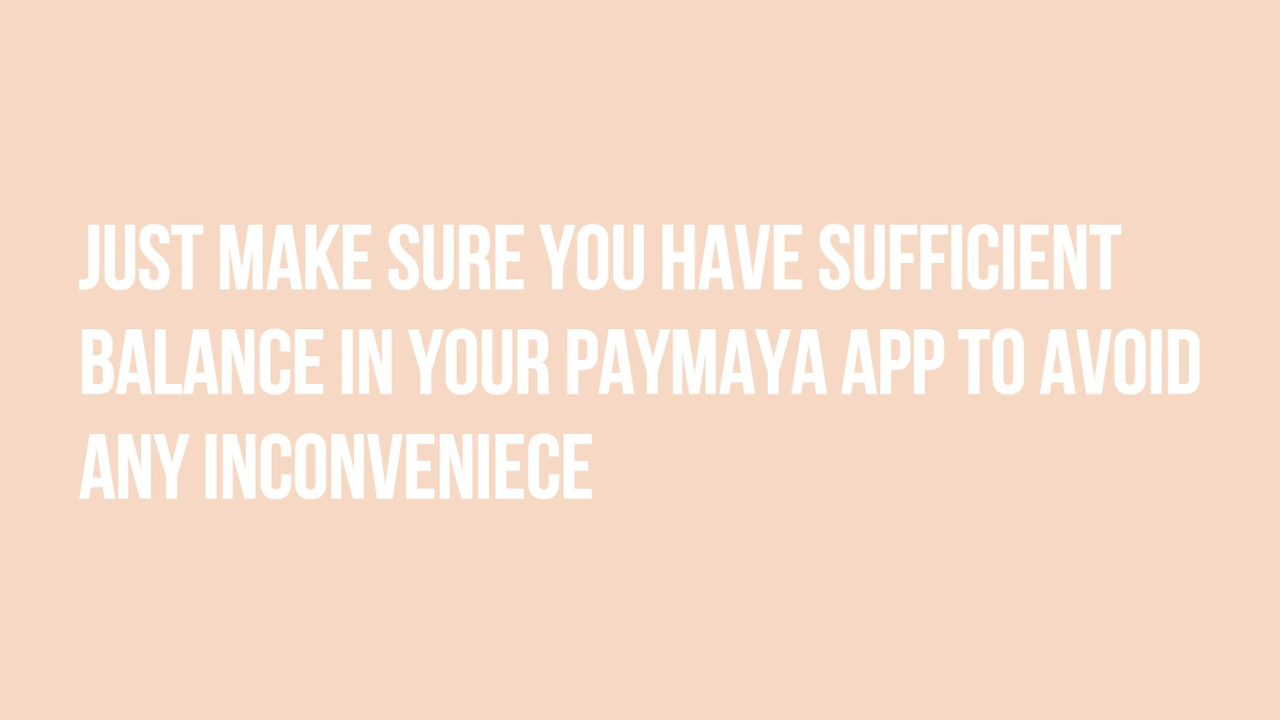 JUST MAKE SURE YOU HAVE SUFFICIENT
BALANCE IN YOUR PAYMAYA APP TO AVOID
ANY INCONVENIECE